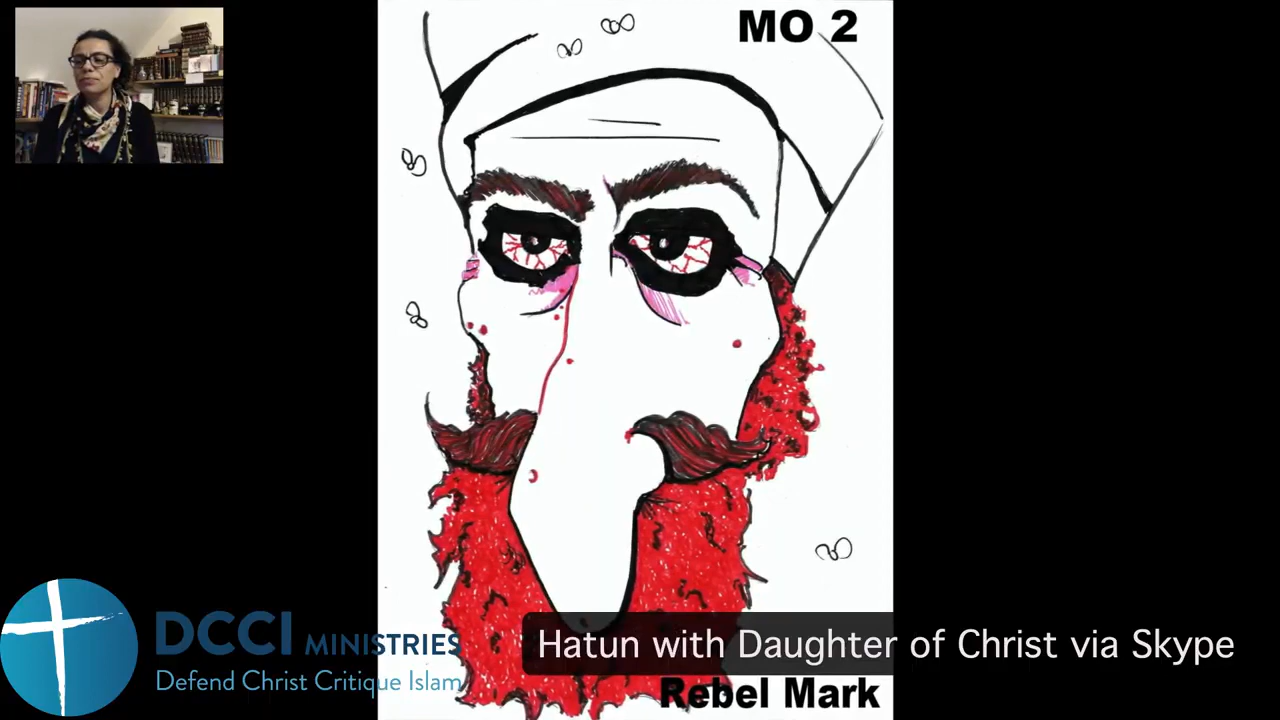 MO 2
DCCI MINISTRIES
Defend Christ Critique Islam
Hatun with Daughter of Christ via Skype
Rebel Mark